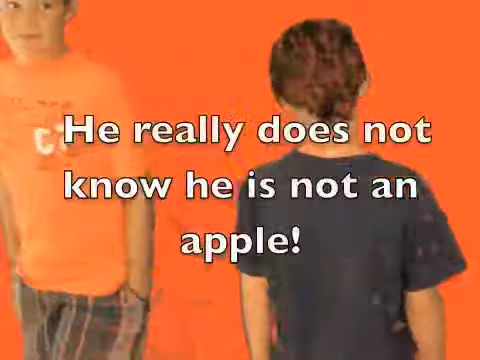 He really does not
know he is not an
apple!